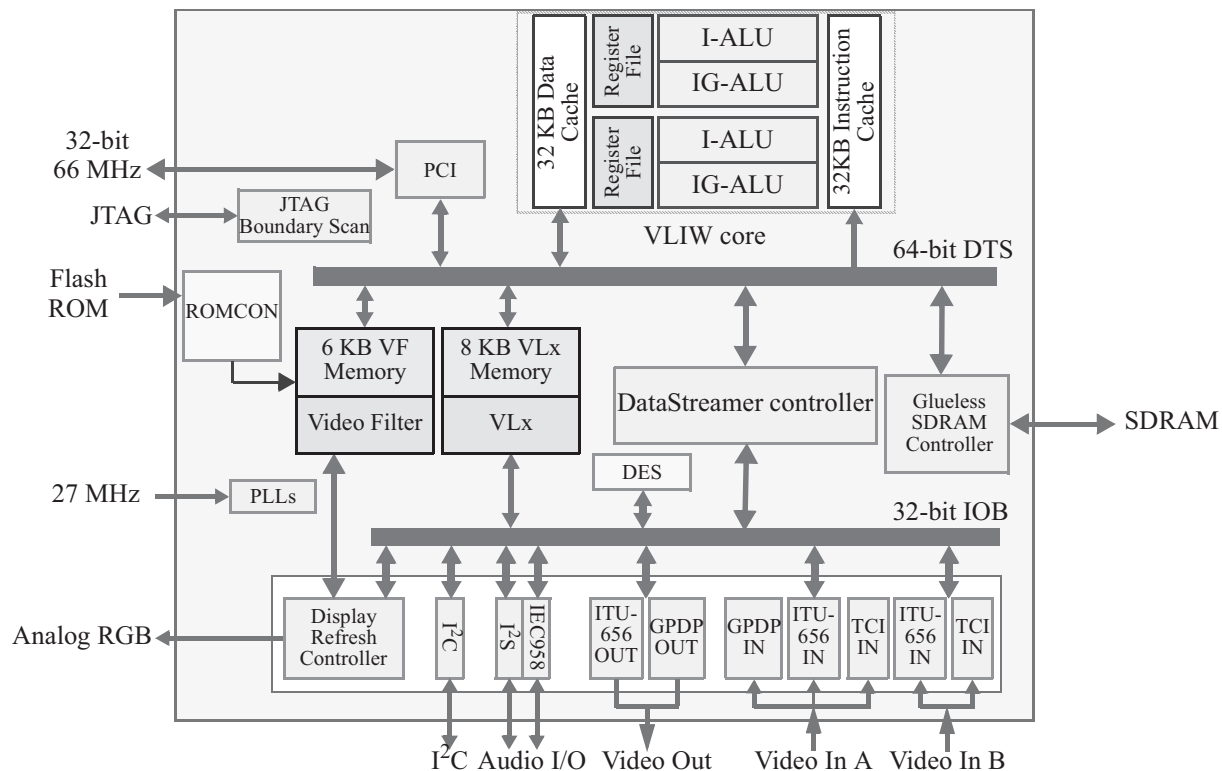 32 KB Data
Cache
Register
File
I-ALU
IG-ALU
Register
File
I-ALU
IG-ALU
32KB Instruction
Cache
VLIW core
32-bit
66 MHz
PCI
JTAG
JTAG
Boundary Scan
64-bit DTS
Flash
ROM
ROMCON
6 KB VF
Memory
Video Filter
8 KB VLx
Memory
VLx
DataStreamer controller
Glueless
SDRAM
Controller
SDRAM
27 MHz
PLLs
DES
32-bit IOB
Analog RGB
Display
Refresh
Controller
I²C
I²S
IEC958
ITU-
656
OUT
GPDP
OUT
GPDP
IN
ITU-
656
IN
TCI
IN
ITU-
656
IN
TCI
IN
I²C
Audio I/O
Video Out
Video In A
Video In B